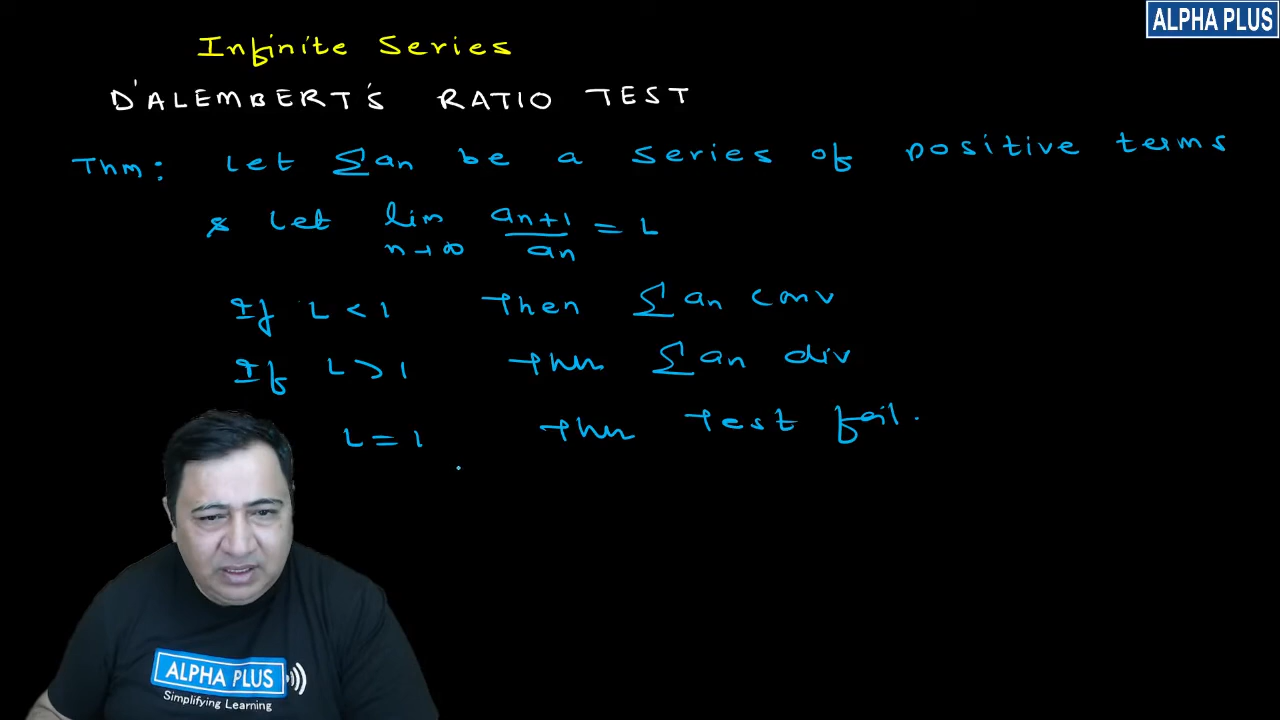 ALPHA PLUS
Infinite Series
D'ALEMBERT'S RATIO TEST
Thm: Let Σan be a series of positive terms
& Let lim n→∞ an+1/an = L
If L < 1 Then Σan conv
If L > 1 Then Σan div
L = 1 Then Test fail.
ALPHA PLUS
Simplifying Learning